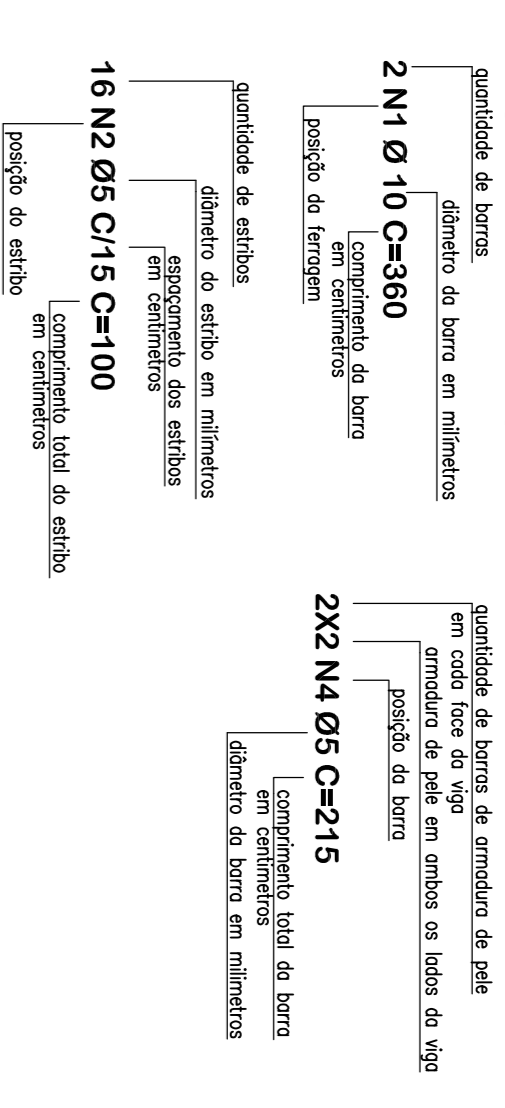 quantidade de barras
diâmetro da barra em milímetros
2 N1 Ø 10 C=360
comprimento da barra
em centimetros
posição da ferragem
quantidade de estribos
diâmetro do estribo em milímetros
espaçamento dos estribos
em centimetros
16 N2 Ø5 C/15 C=100
comprimento total do estribo
em centimetros
posição do estribo
quantidade de barras de armadura de pele
em cada face da viga
armadura de pele em ambos os lados da viga
posição da barra
2X2 N4 Ø5 C=215
comprimento total da barra
em centimetros
diâmetro da barra em milimetros